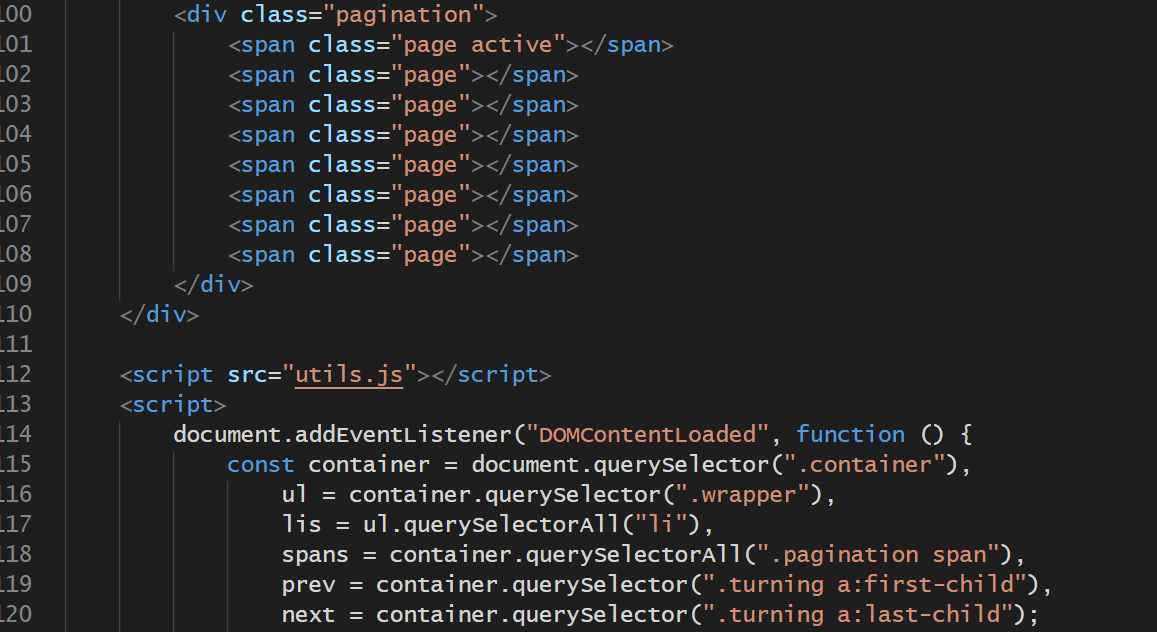 100 <div class="pagination">
101 <span class="page active"></span>
102 <span class="page"></span>
103 <span class="page"></span>
104 <span class="page"></span>
105 <span class="page"></span>
106 <span class="page"></span>
107 <span class="page"></span>
108 <span class="page"></span>
109 </div>
110 </div>
111
112 <script src="utils.js"></script>
113 <script>
114 document.addEventListener("DOMContentLoaded", function () {
115 const container = document.querySelector(".container"),
116 ul = container.querySelector(".wrapper"),
117 lis = ul.querySelectorAll("li"),
118 spans = container.querySelectorAll(".pagination span"),
119 prev = container.querySelector(".turning a:first-child"),
120 next = container.querySelector(".turning a:last-child");